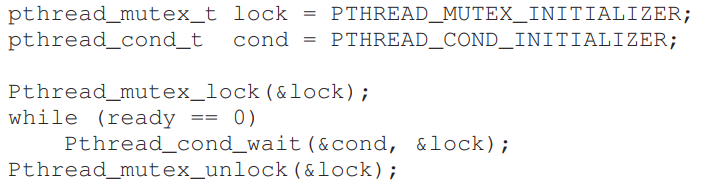 pthread_mutex_t lock = PTHREAD_MUTEX_INITIALIZER;
pthread_cond_t  cond = PTHREAD_COND_INITIALIZER;

Pthread_mutex_lock(&lock);
while (ready == 0)
    Pthread_cond_wait(&cond, &lock);
Pthread_mutex_unlock(&lock);